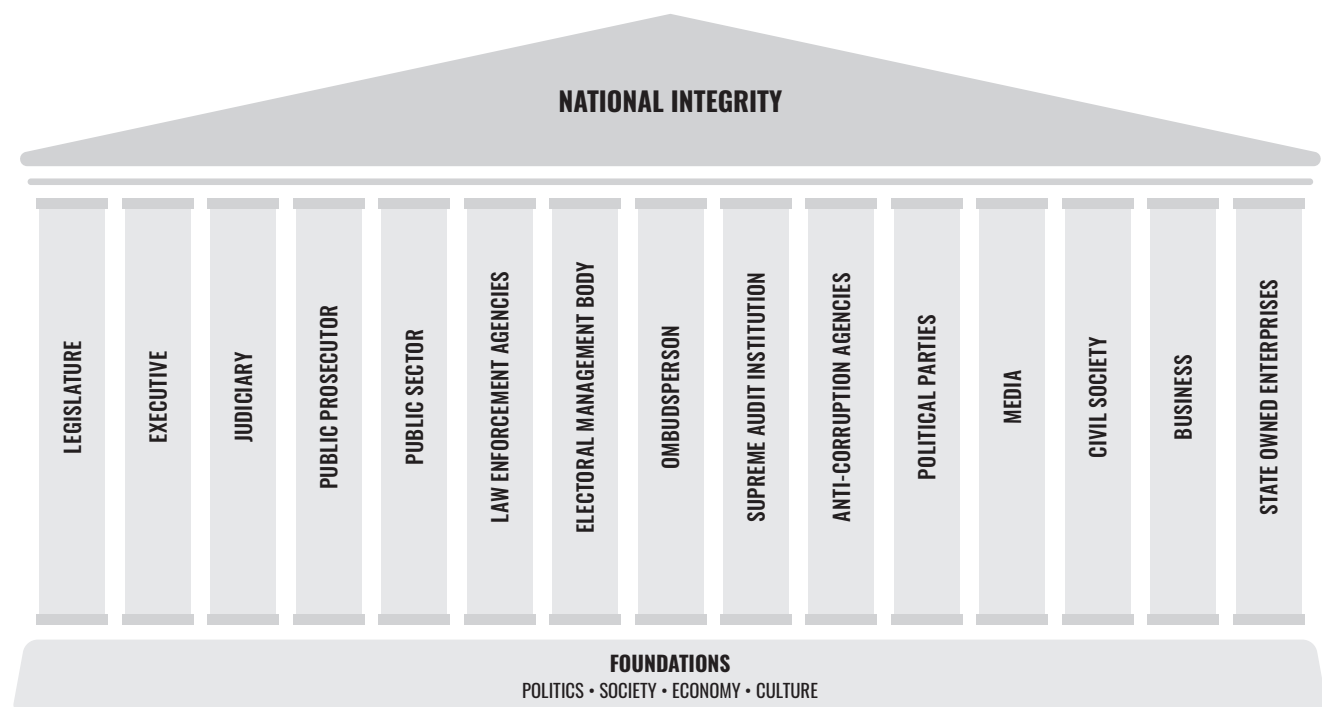 NATIONAL INTEGRITY
LEGISLATURE
EXECUTIVE
JUDICIARY
PUBLIC PROSECUTOR
PUBLIC SECTOR
LAW ENFORCEMENT AGENCIES
ELECTORAL MANAGEMENT BODY
OMBUDSPERSON
SUPREME AUDIT INSTITUTION
ANTI-CORRUPTION AGENCIES
POLITICAL PARTIES
MEDIA
CIVIL SOCIETY
BUSINESS
STATE OWNED ENTERPRISES
FOUNDATIONS
POLITICS • SOCIETY • ECONOMY • CULTURE